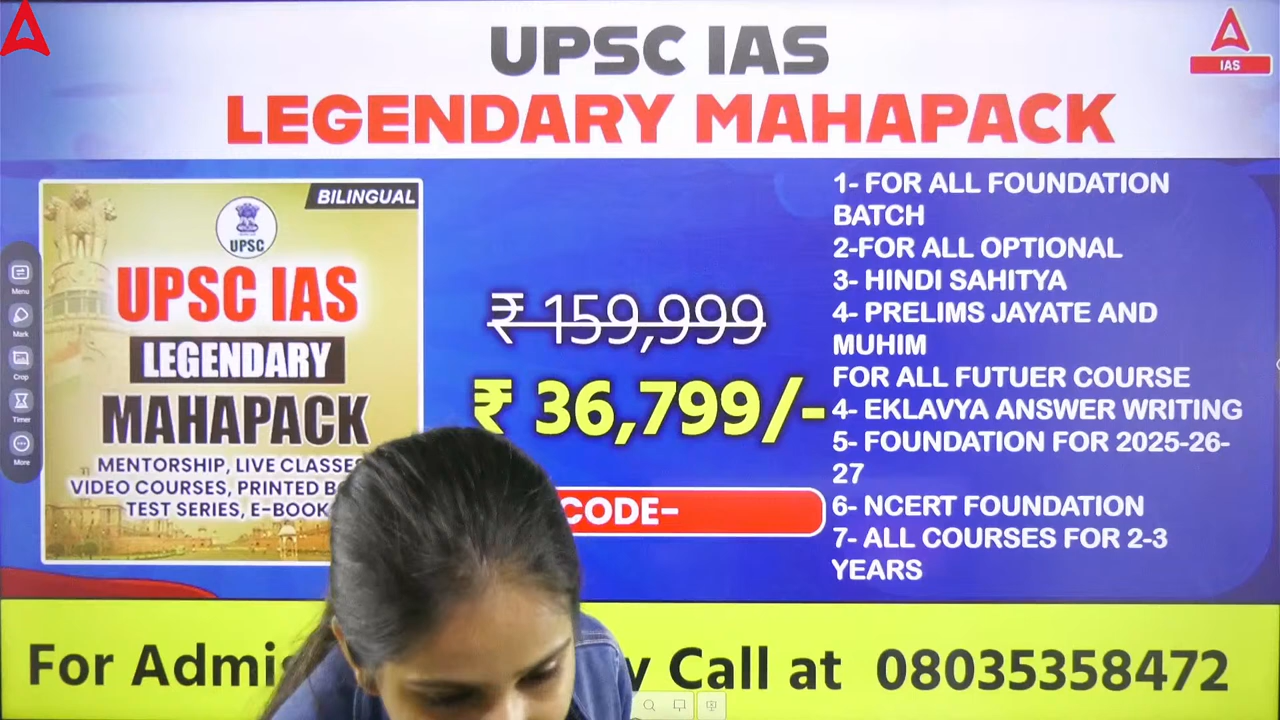 UPSC IAS
LEGENDARY MAHAPACK
IAS
BILINGUAL
UPSC
UPSC IAS
LEGENDARY
MAHAPACK
MENTORSHIP, LIVE CLASSES
VIDEO COURSES, PRINTED
TEST SERIES, E-BOOK
₹ 159,999
₹ 36,799/-
CODE-
1- FOR ALL FOUNDATION
BATCH
2-FOR ALL OPTIONAL
3- HINDI SAHITYA
4- PRELIMS JAYATE AND
MUHIM
FOR ALL FUTUER COURSE
4- EKLAVYA ANSWER WRITING
5- FOUNDATION FOR 2025-26-
27
6- NCERT FOUNDATION
7- ALL COURSES FOR 2-3
YEARS
Menu
Mark
Crop
Timer
More
For Call at 08035358472